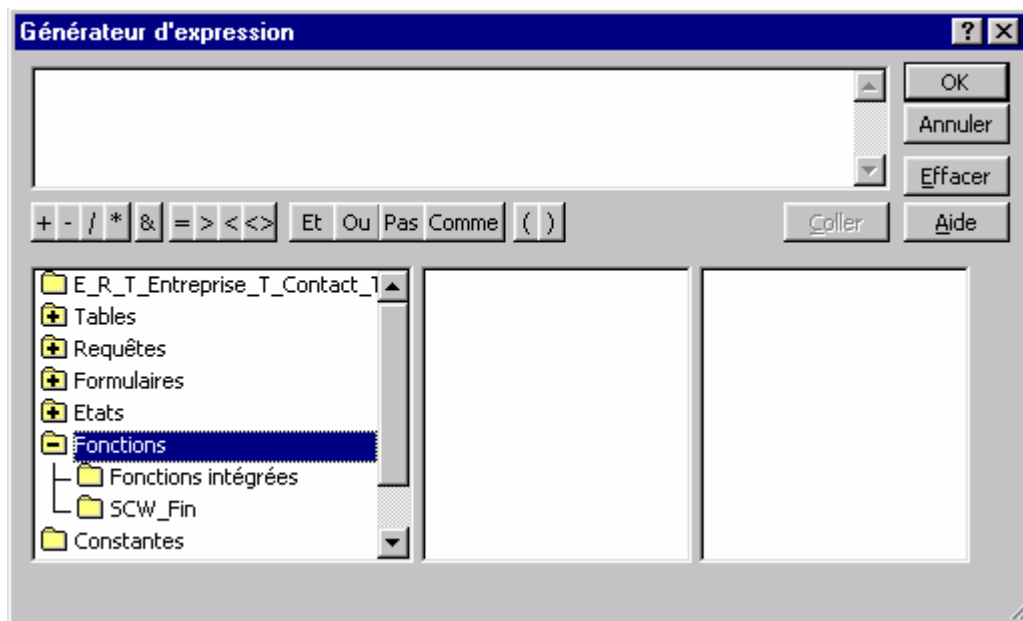 Générateur d'expression
OK
Annuler
Effacer
+ - / * & = > < <> Et Ou Pas Comme ( ) Coller Aide
E_R_T_Entreprise_T_Contact_T
Tables
Requêtes
Formulaires
Etats
Fonctions
Fonctions intégrées
SCW_Fin
Constantes